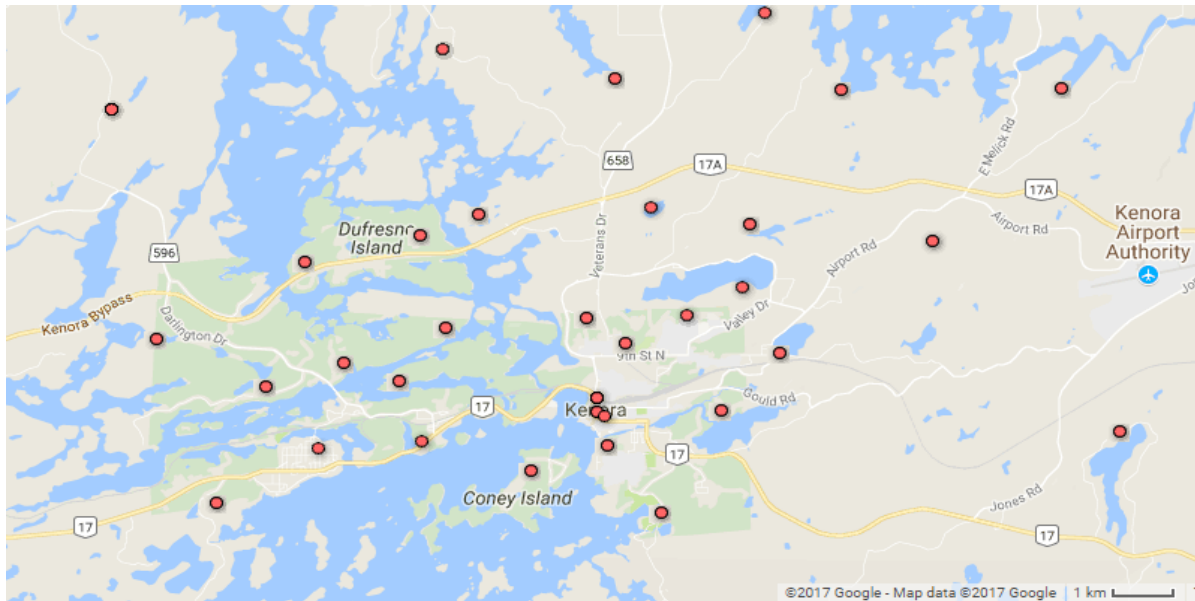 658
17A
E Melick Rd
17A
Dufresne
Island
Veterans Dr
Airport Rd
Airport Rd
Kenora
Airport
Authority
596
Kenora Bypass
Darlington Dr
Valley Dr
9th St N
17
Kenora
Gould Rd
17
Coney Island
Jones Rd
17
17
©2017 Google - Map data ©2017 Google
1 km